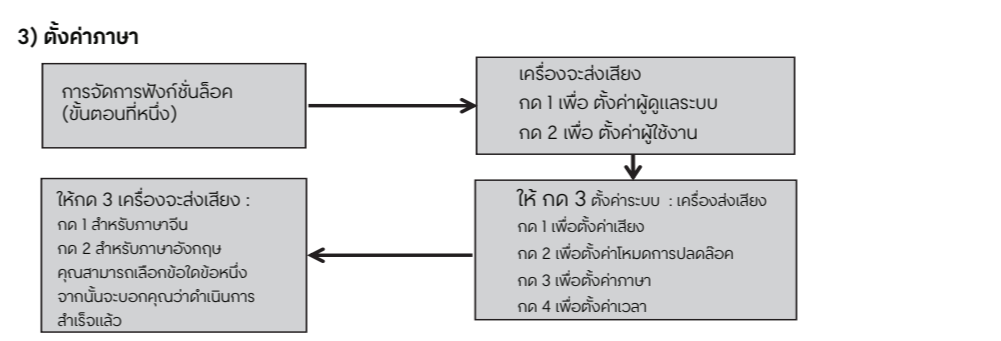 3) ตั้งค่าภาษา
การจัดการฟังก์ชั่นล็อค
(ขั้นตอนที่หนึ่ง)
เครื่องจะส่งเสียง
กด 1 เพื่อ ตั้งค่าผู้ดูแลระบบ
กด 2 เพื่อ ตั้งค่าผู้ใช้งาน
ให้ กด 3 ตั้งค่าระบบ : เครื่องส่งเสียง
กด 1 เพื่อตั้งค่าเสียง
กด 2 เพื่อตั้งค่าโหมดการปลดล๊อค
กด 3 เพื่อตั้งค่าภาษา
กด 4 เพื่อตั้งค่าเวลา
ให้กด 3 เครื่องจะส่งเสียง :
กด 1 สำหรับภาษาจีน
กด 2 สำหรับภาษาอังกฤษ
คุณสามารถเลือกข้อใดข้อหนึ่ง
จากนั้นจะบอกคุณว่าดำเนินการ
สำเร็จแล้ว